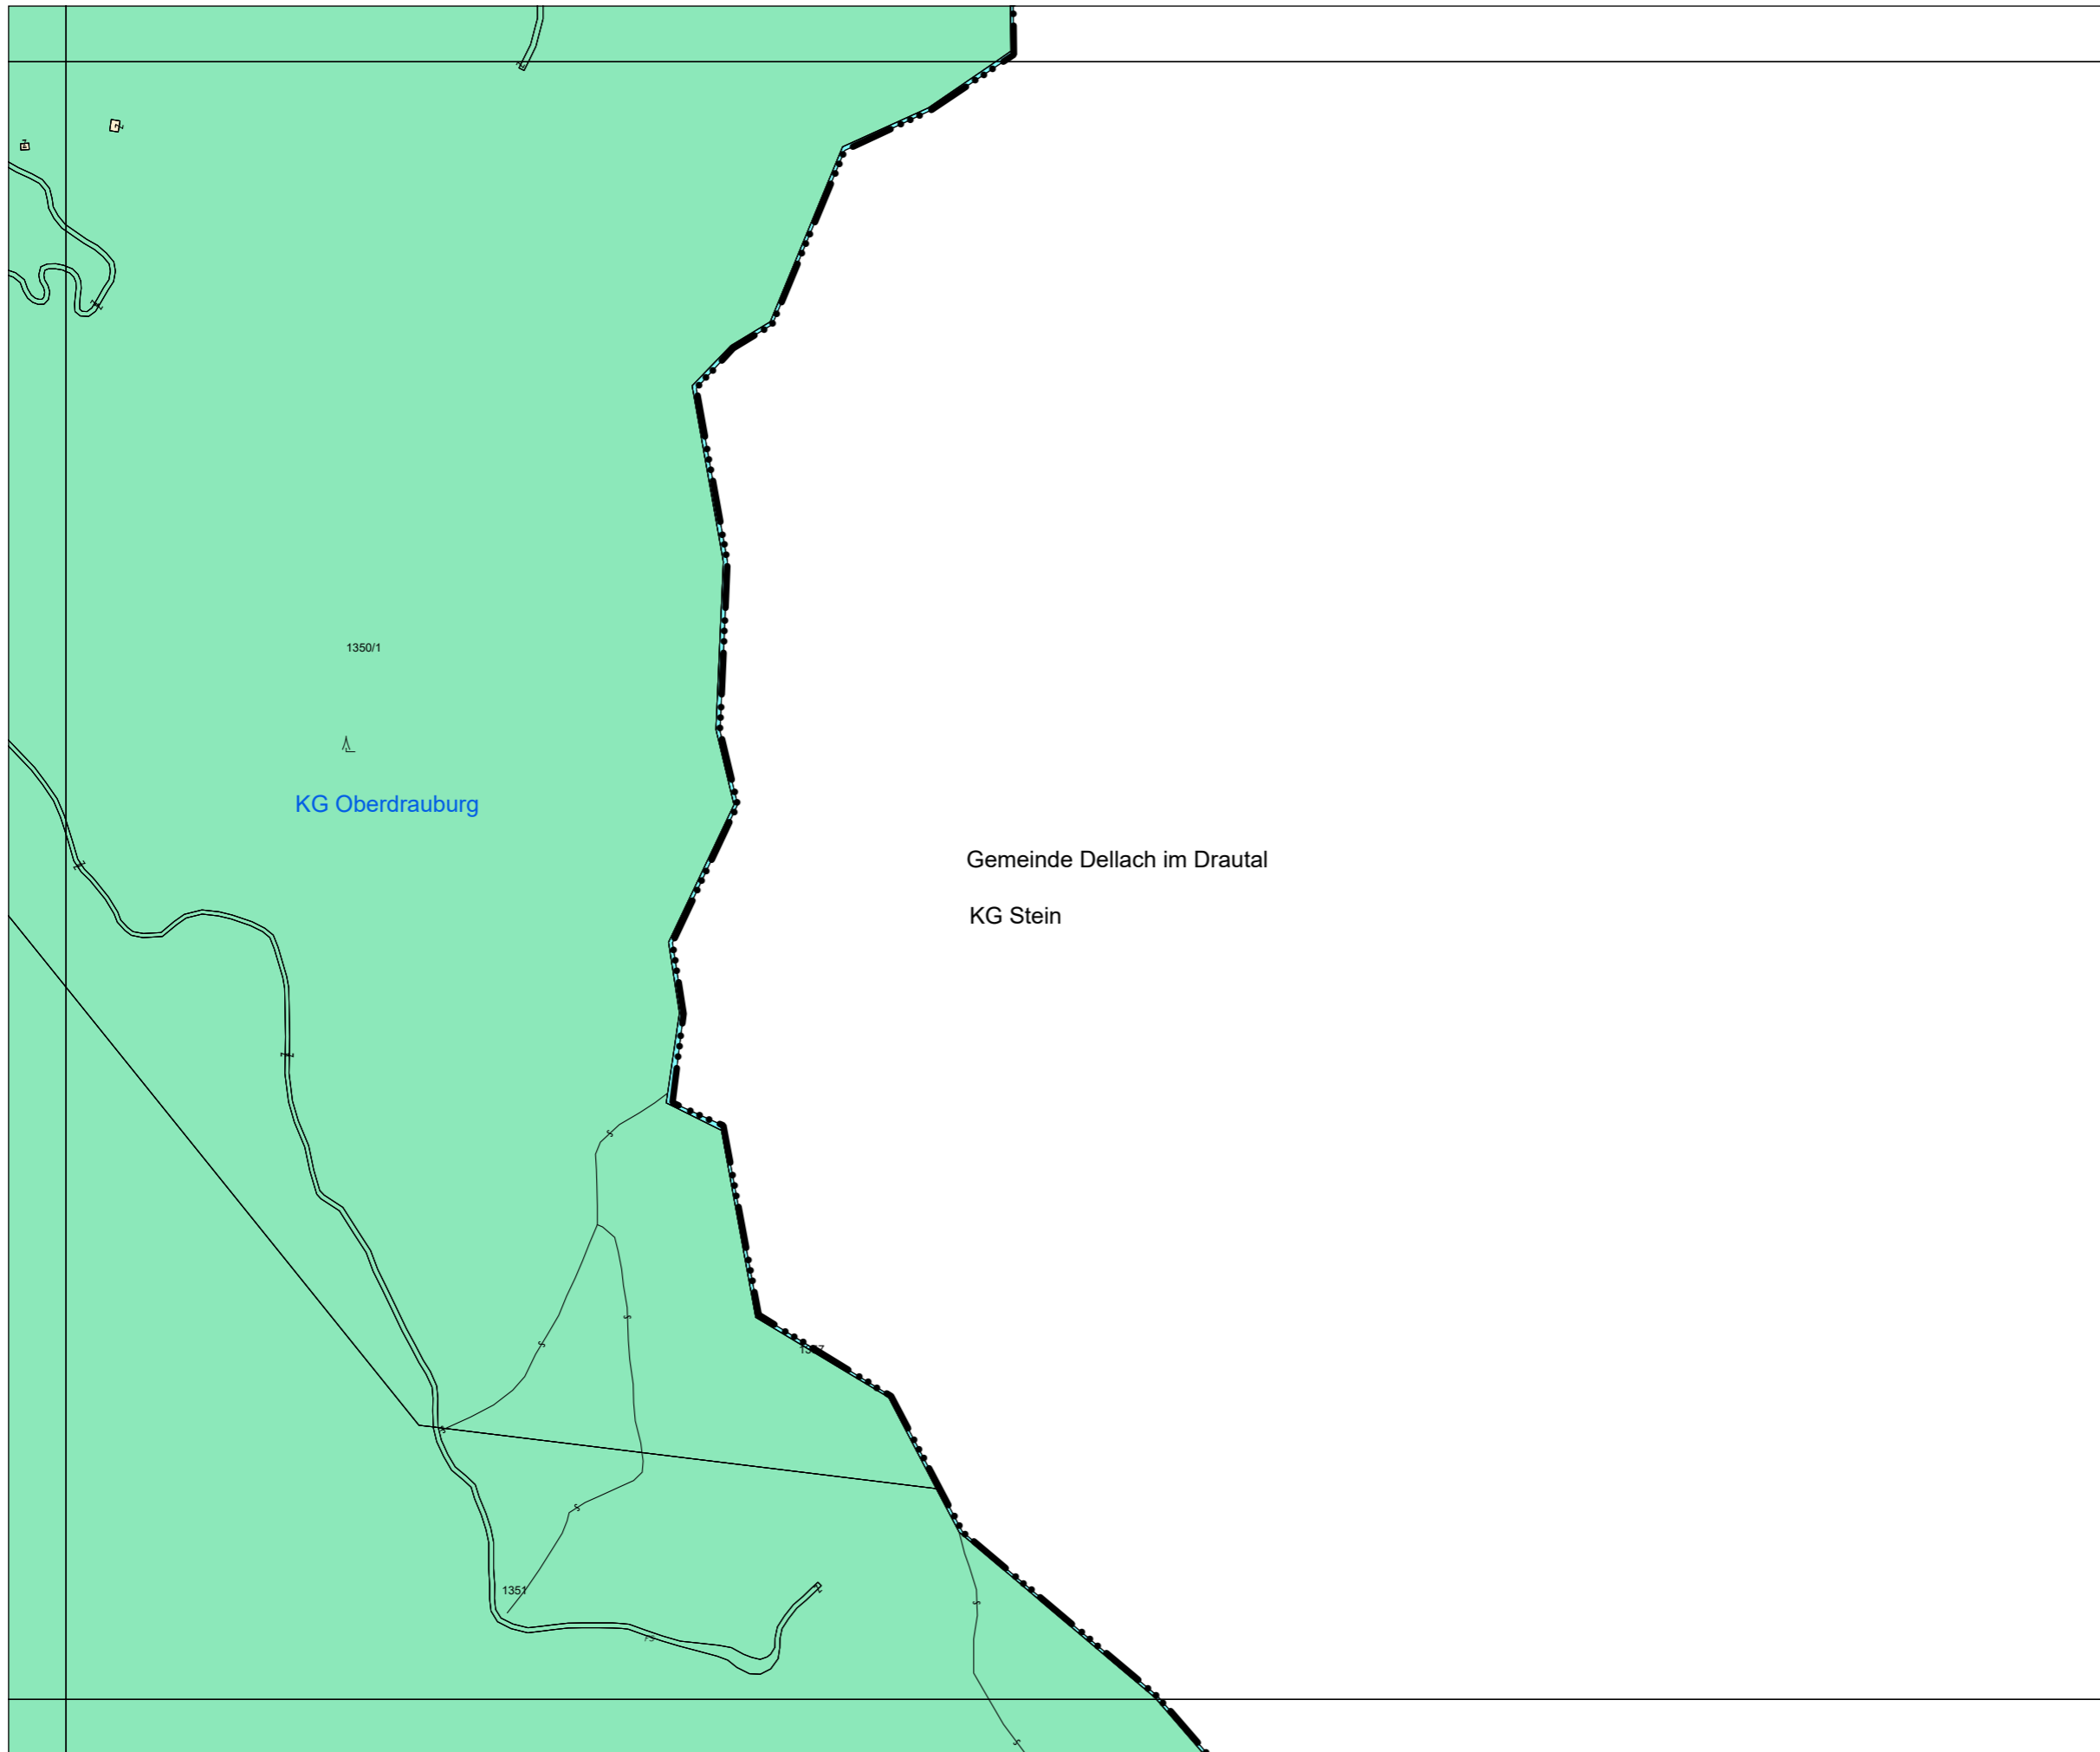 1350/1
KG Oberdrauburg
Gemeinde Dellach im Drautal
KG Stein
1351